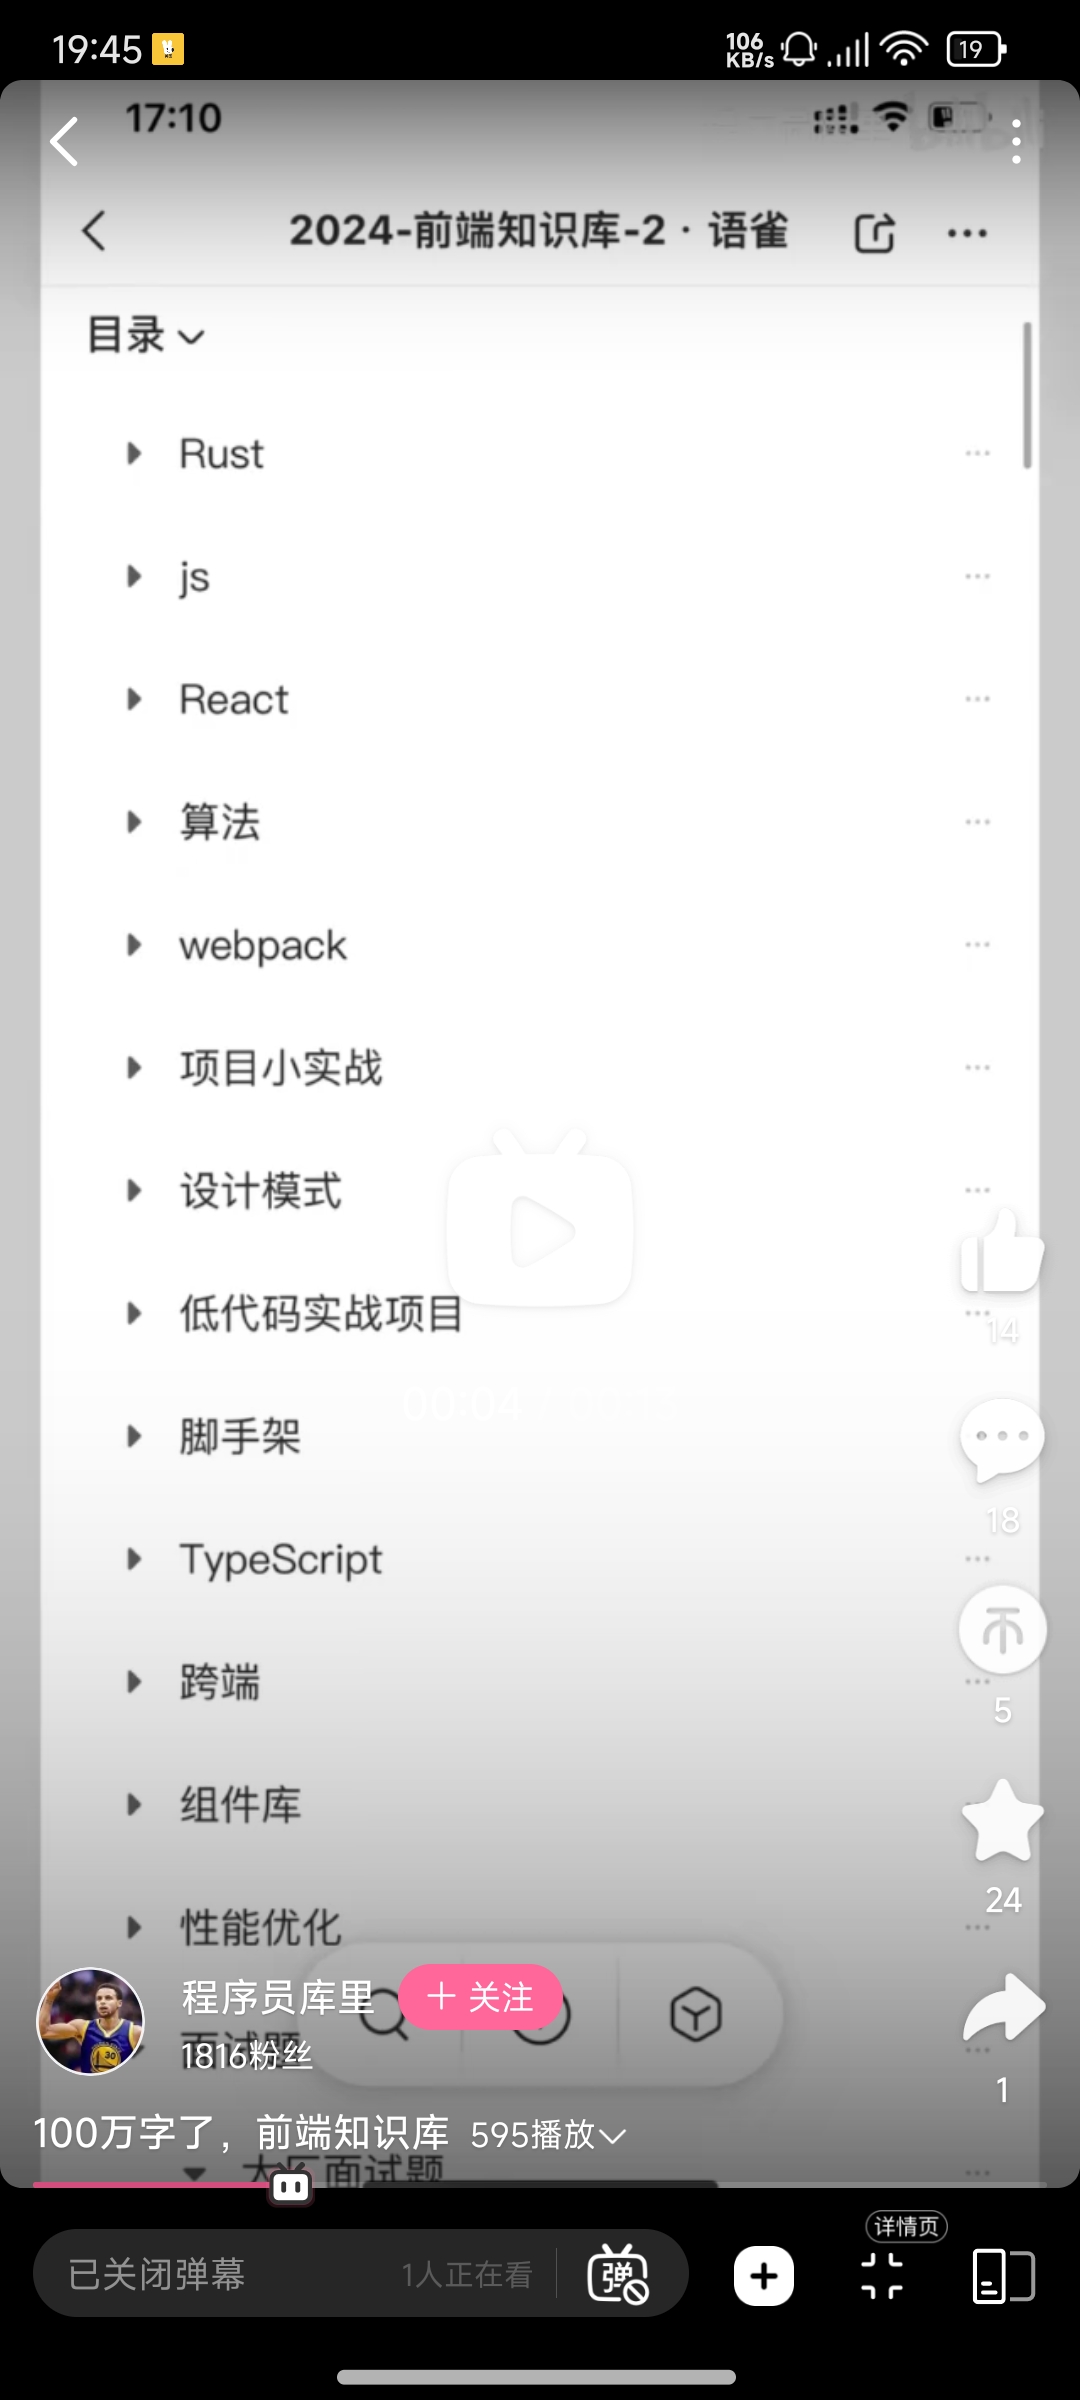 19:45
106
KB/s
19
17:10
2024-前端知识库-2 · 语雀
目录
Rust
js
React
算法
webpack
项目小实战
设计模式
低代码实战项目
14
00:04
脚手架
18
TypeScript
跨端
5
组件库
24
性能优化
程序员库里
+ 关注
面试题
1816粉丝
1
100万字了，前端知识库 595播放
大厂面试题
详情页
已关闭弹幕
1人正在看
弹